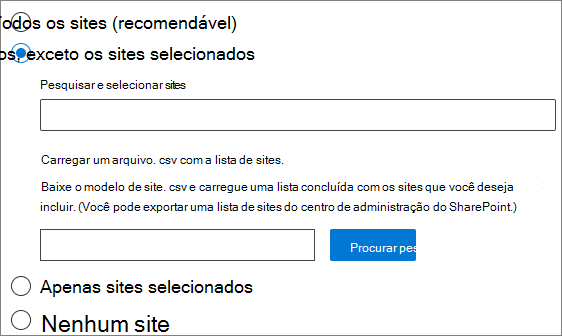 Todos os sites (recomendável)
os, exceto os sites selecionados
Pesquisar e selecionar sites
Carregar um arquivo. csv com a lista de sites.
Baixe o modelo de site. csv e carregue uma lista concluída com os sites que você deseja
incluir. (Você pode exportar uma lista de sites do centro de administração do SharePoint.)
Procurar pes
Apenas sites selecionados
Nenhum site